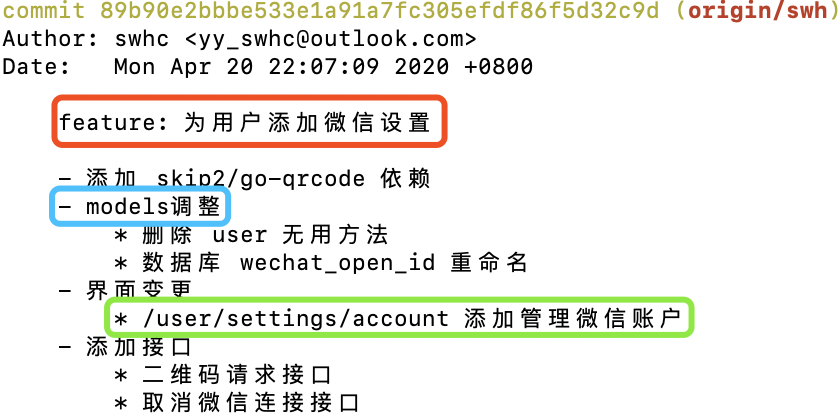 commit 89b90e2bbbe533e1a91a7fc305efdf86f5d32c9d (origin/swh)
Author: swhc <yy_swhc@outlook.com>
Date:   Mon Apr 20 22:07:09 2020 +0800
feature: 为用户添加微信设置
- 添加 skip2/go-qrcode 依赖
- models调整
* 删除 user 无用方法
* 数据库 wechat_open_id 重命名
- 界面变更
* /user/settings/account 添加管理微信账户
- 添加接口
* 二维码请求接口
* 取消微信连接接口